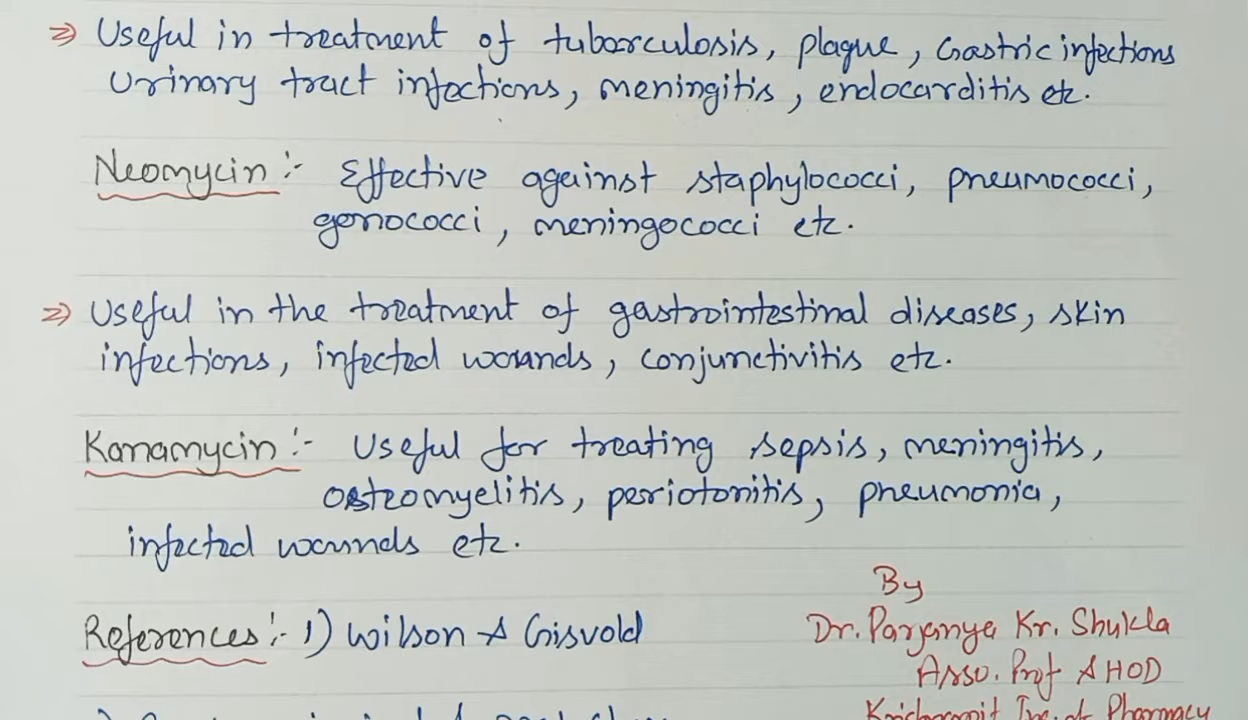 ⇒ Useful in treatment of tuborculosis, plague, Gastric infections
Urinary tract infections, meningitis, endocarditis etc.
Neomycin :- Effective against staphylococci, pneumococci,
gonococci, meningococci etc.
⇒ Useful in the treatment of gastrointestinal diseases, skin
infections, infected wounds, conjunctivitis etc.
Kanamycin :- Useful for treating sepsis, meningitis,
osteomyelitis, periotonitis, pneumonia,
infected wounds etc.
References :- 1) Wilson & Gisvold
By
Dr. Parjanya Kr. Shukla
Asso. Prof & HOD
of Pharmacy